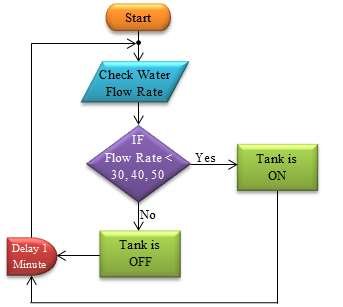 Start
Check Water
Flow Rate
IF
Flow Rate <
30, 40, 50
Yes
Tank is
ON
No
Tank is
OFF
Delay 1
Minute